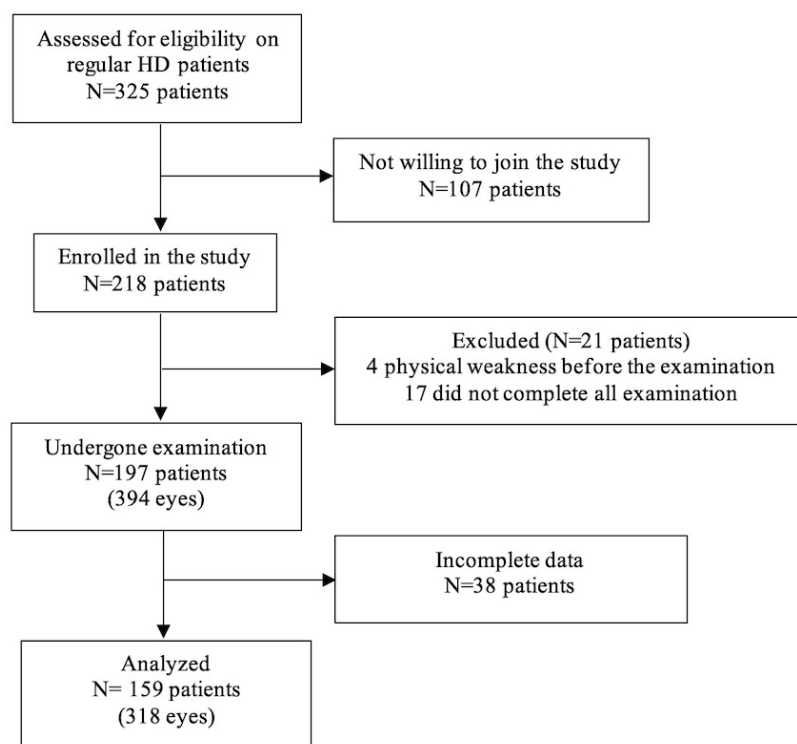 Assessed for eligibility on
regular HD patients
N=325 patients
Not willing to join the study
N=107 patients
Enrolled in the study
N=218 patients
Excluded (N=21 patients)
4 physical weakness before the examination
17 did not complete all examination
Undergone examination
N=197 patients
(394 eyes)
Incomplete data
N=38 patients
Analyzed
N= 159 patients
(318 eyes)